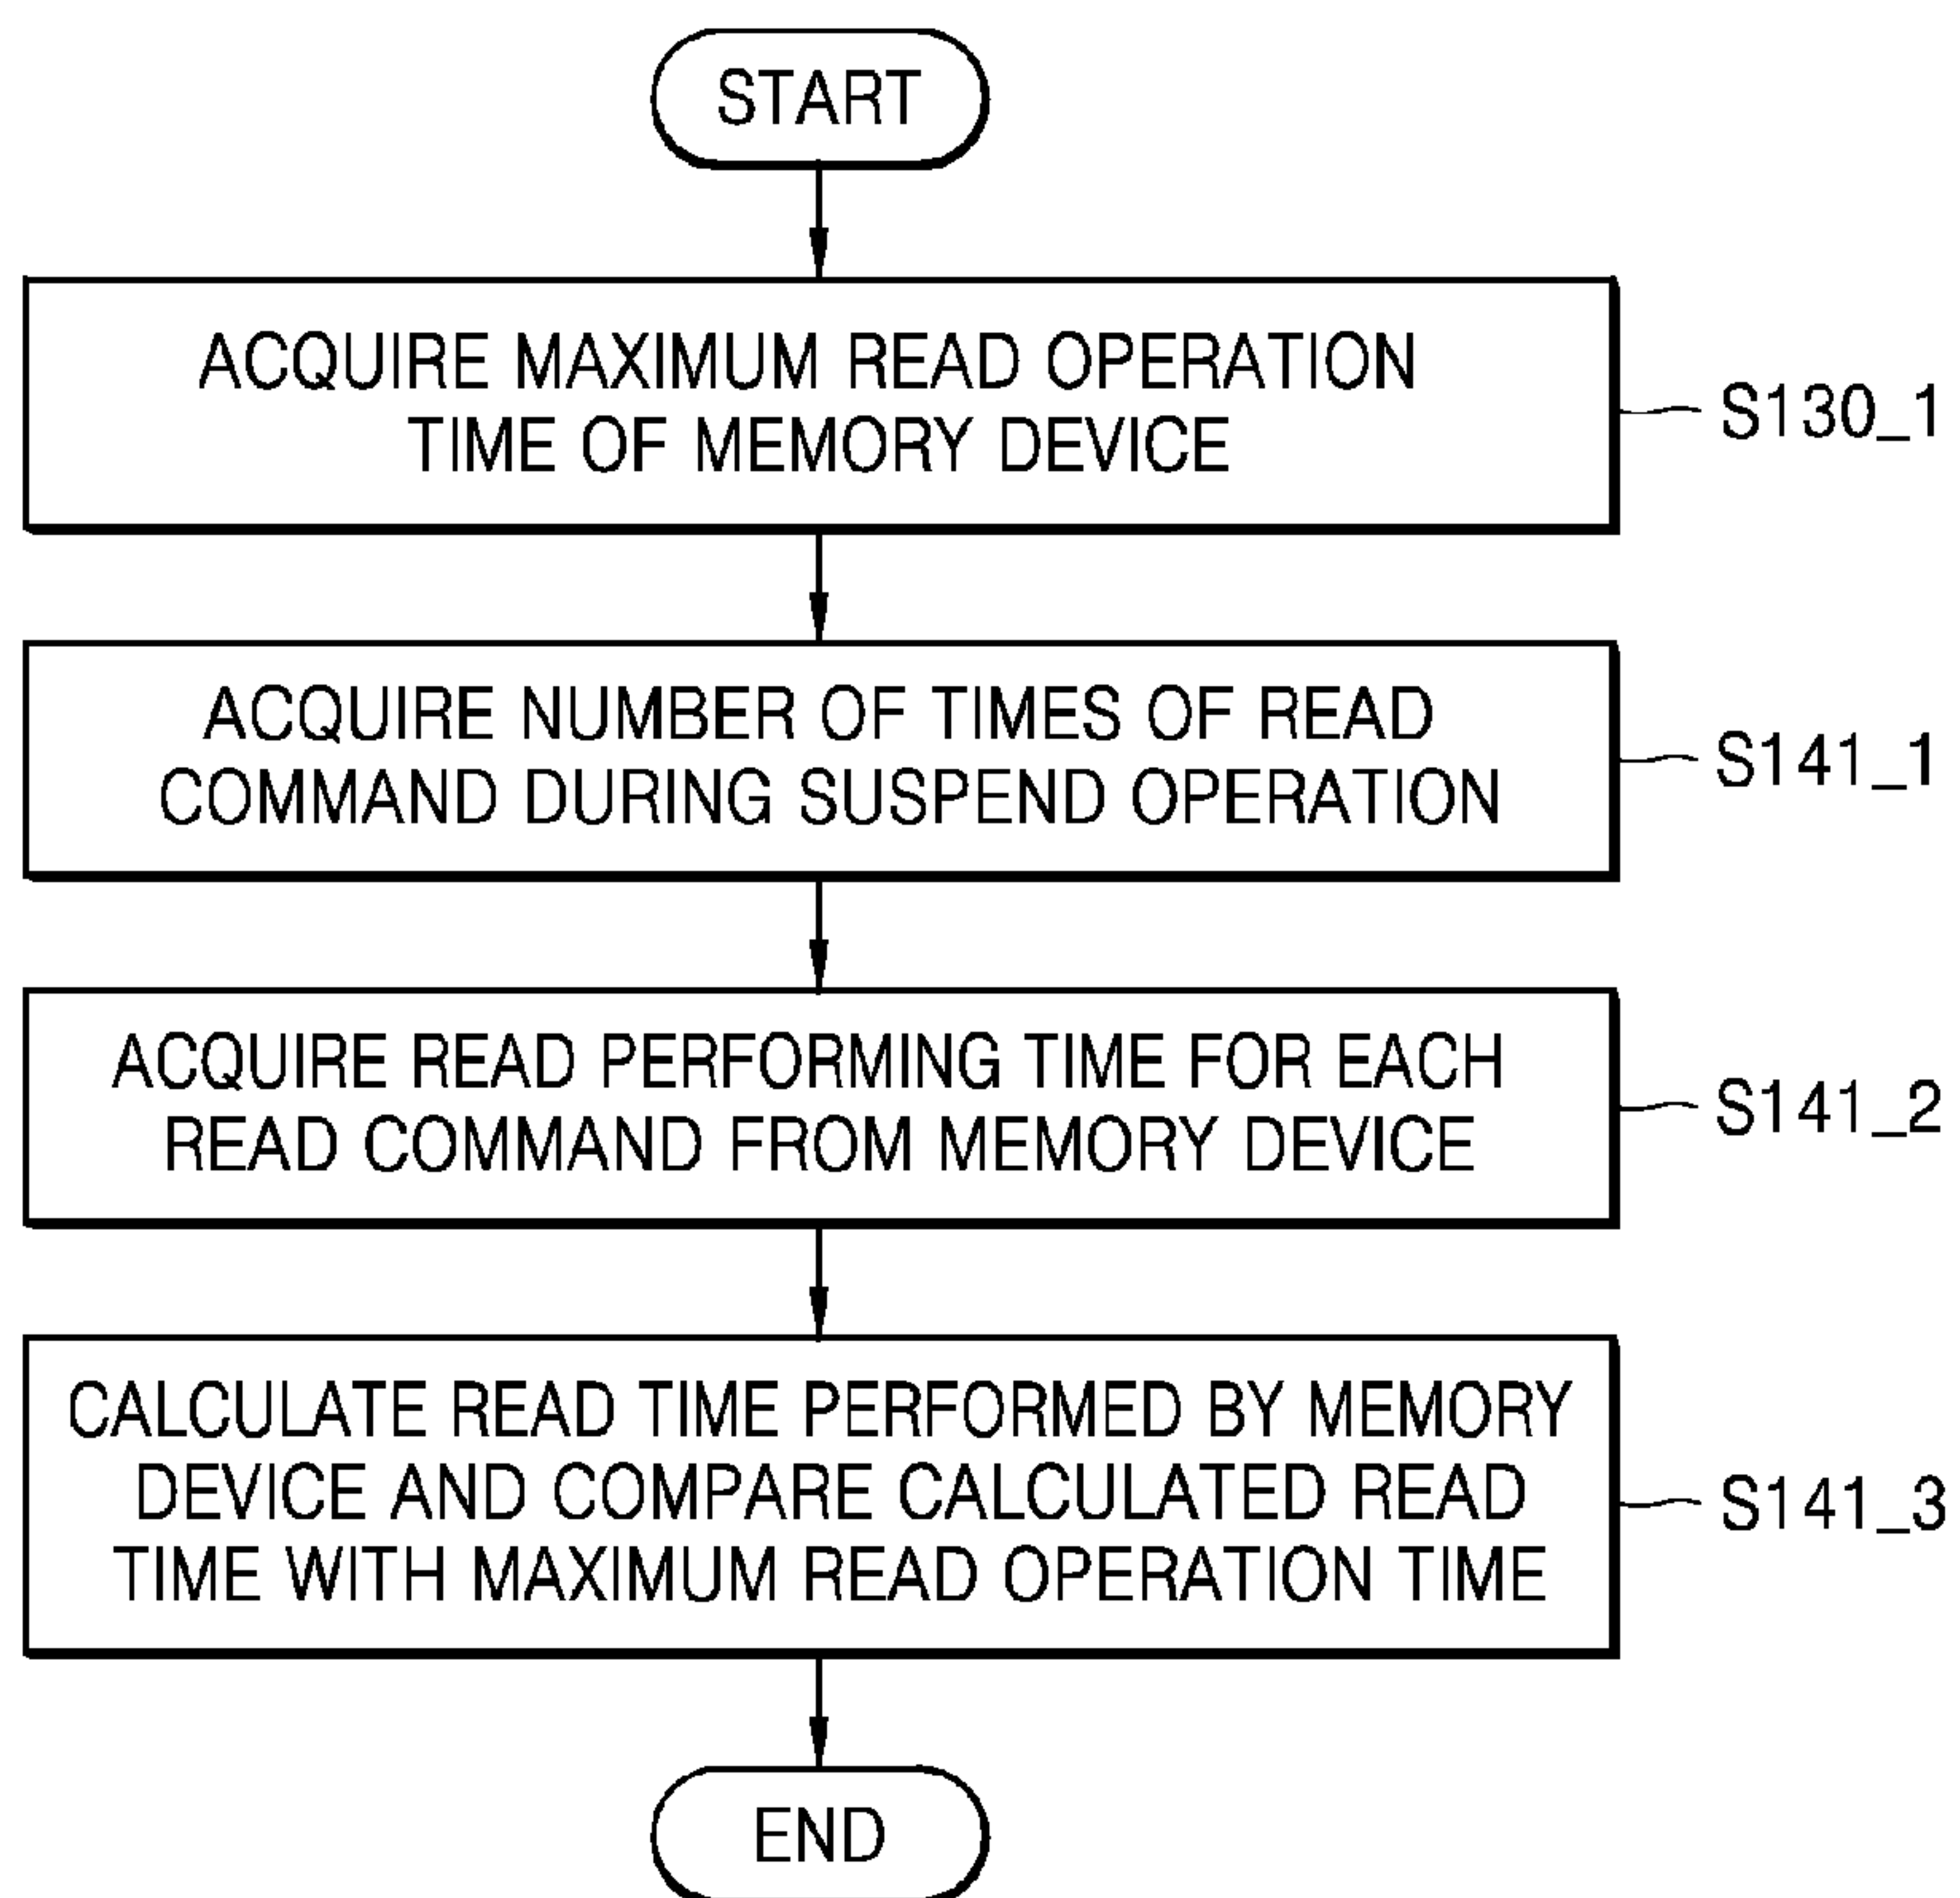 START
ACQUIRE MAXIMUM READ OPERATION
TIME OF MEMORY DEVICE
S130_1
ACQUIRE NUMBER OF TIMES OF READ
COMMAND DURING SUSPEND OPERATION
S141_1
ACQUIRE READ PERFORMING TIME FOR EACH
READ COMMAND FROM MEMORY DEVICE
S141_2
CALCULATE READ TIME PERFORMED BY MEMORY
DEVICE AND COMPARE CALCULATED READ
TIME WITH MAXIMUM READ OPERATION TIME
S141_3
END